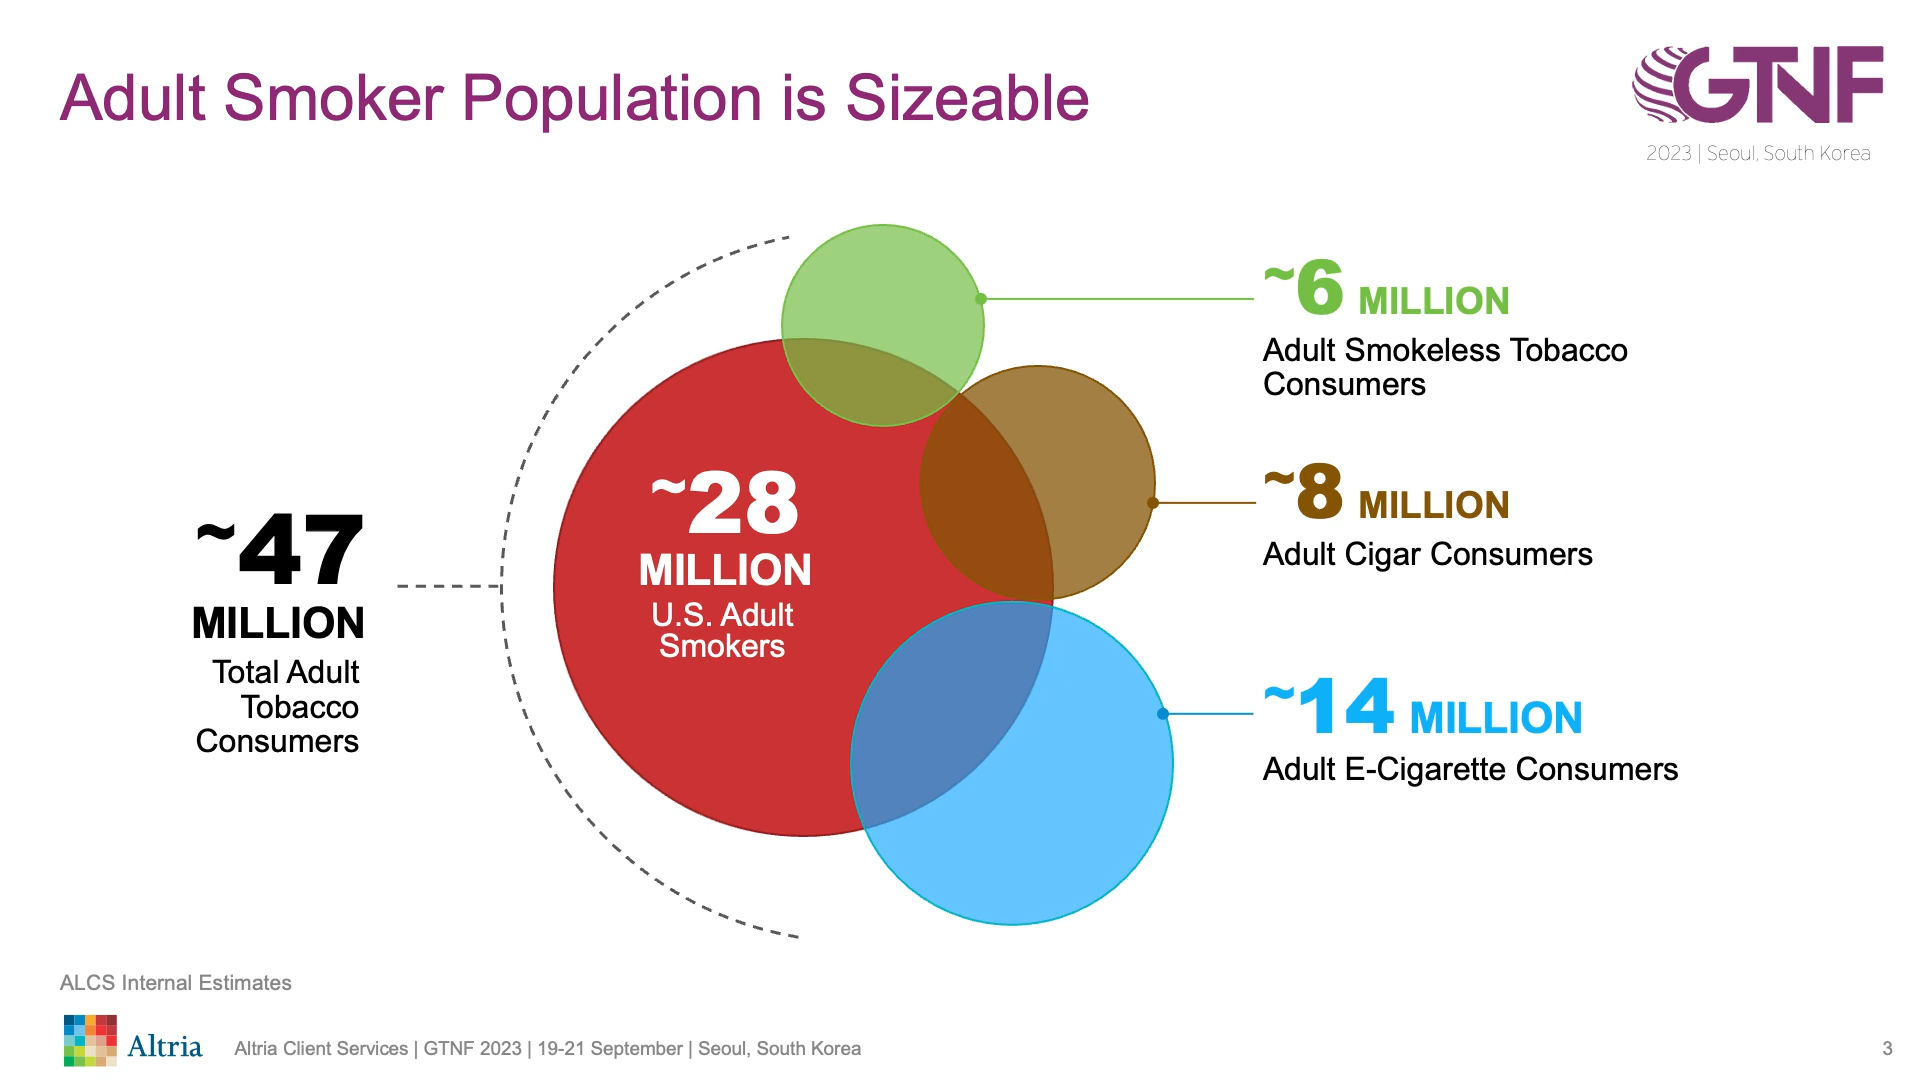 Adult Smoker Population is Sizeable
GTNF
2023 | Seoul, South Korea
~47
MILLION
Total Adult
Tobacco
Consumers
~28
MILLION
U.S. Adult
Smokers
~6 MILLION
Adult Smokeless Tobacco
Consumers
~8 MILLION
Adult Cigar Consumers
~14 MILLION
Adult E-Cigarette Consumers
ALCS Internal Estimates
Altria
Altria Client Services | GTNF 2023 | 19-21 September | Seoul, South Korea
3